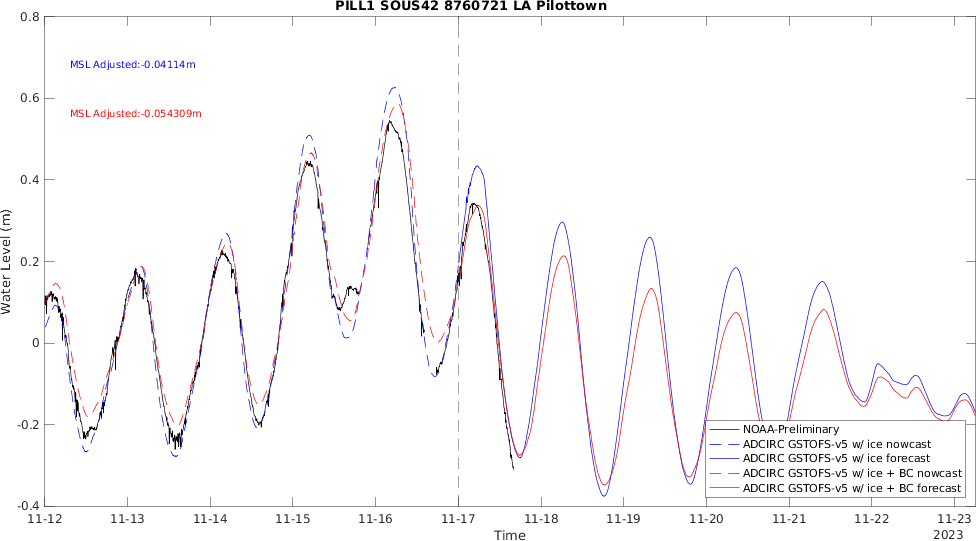 PILL1 SOUS42 8760721 LA Pilottown
Water Level (m)
0.8
0.6
0.4
0.2
0
-0.2
-0.4
MSL Adjusted:-0.04114m
MSL Adjusted:-0.054309m
NOAA-Preliminary
ADCIRC GSTOFS-v5 w/ ice nowcast
ADCIRC GSTOFS-v5 w/ ice forecast
ADCIRC GSTOFS-v5 w/ ice + BC nowcast
ADCIRC GSTOFS-v5 w/ ice + BC forecast
11-12 11-13 11-14 11-15 11-16 11-17 11-18 11-19 11-20 11-21 11-22 11-23
Time
2023